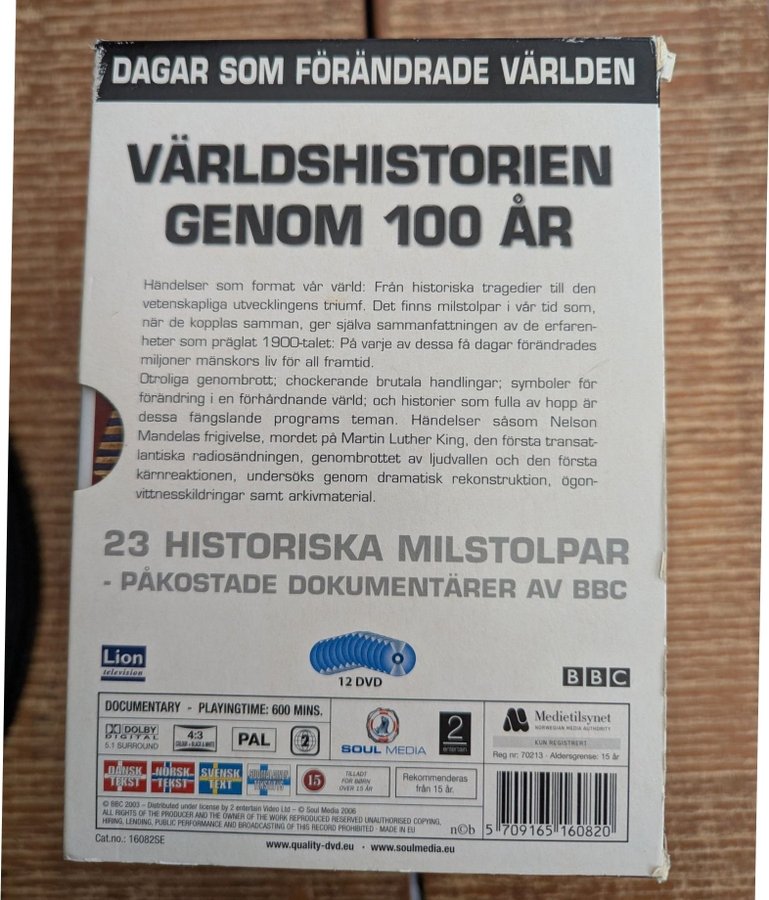 DAGAR SOM FÖRÄNDRADE VÄRLDEN
VÄRLDSHISTORIEN
GENOM 100 ÅR
Händelser som format vår värld: Från historiska tragedier till den
vetenskapliga utvecklingens triumf. Det finns milstolpar i vår tid som,
när de kopplas samman, ger själva sammanfattningen av de erfaren-
heter som präglat 1900-talet: På varje av dessa få dagar förändrades
miljoner mänskors liv för all framtid.
Otroliga genombrott; chockerande brutala handlingar; symboler för
förändring i en förhårdnande värld; och historier som fulla av hopp är
dessa fängslande programs teman. Händelser såsom Nelson
Mandelas frigivelse, mordet på Martin Luther King, den första transat-
lantiska radiosändningen, genombrottet av ljudvallen och den första
kärnreaktionen, undersöks genom dramatisk rekonstruktion, ögon-
vittnesskildringar samt arkivmaterial.
23 HISTORISKA MILSTOLPAR
- PÅKOSTADE DOKUMENTÄRER AV BBC
Lion
television
12 DVD
BBC
DOCUMENTARY - PLAYINGTIME: 600 MINS.
DOLBY
DIGITAL
5.1 SURROUND
4:3
COLOUR - BLACK & WHITE
PAL
2
SOUL MEDIA
2
entertain
Medietilsynet
NORWEGIAN MEDIA AUTHORITY
KUN REGISTRERT
Reg nr: 70213 - Aldersgrense: 15 år
DANSK
TEKST
NORSK
TEKST
SVENSK
TEXT
15
TILLADT
FOR BØRN
OVER 15 ÅR
Rekommenderas
från 15 år.
© BBC 2003 – Distributed under license by 2 entertain Video Ltd – © Soul Media 2006
ALL RIGHTS OF THE PRODUCER AND THE OWNER OF THE WORK REPRODUCED RESERVED UNAUTHORISED COPYING,
HIRING, LENDING, PUBLIC PERFORMANCE AND BROADCASTING OF THIS RECORD PROHIBITED - MADE IN EU
n©b
5 709165 160820
Cat.no.: 16082SE
www.quality-dvd.eu · www.soulmedia.eu